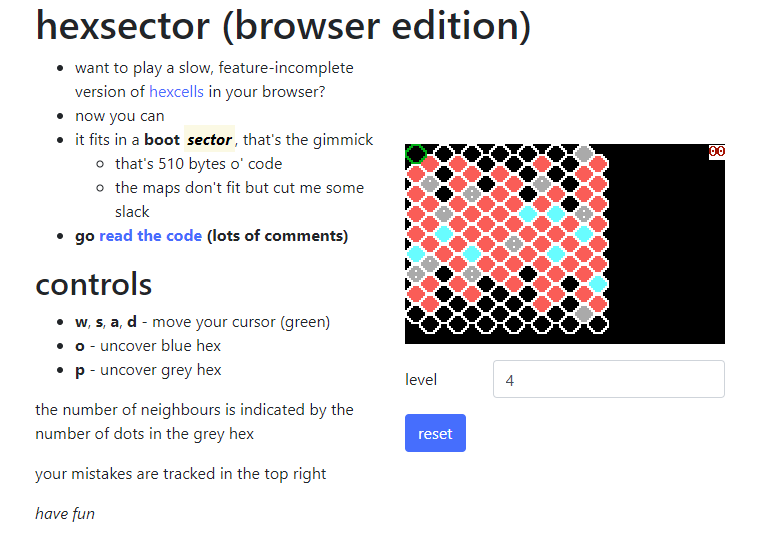 hexsector (browser edition)
want to play a slow, feature-incomplete
version of hexcells in your browser?
now you can
it fits in a boot sector, that's the gimmick
that's 510 bytes o' code
the maps don't fit but cut me some
slack
go read the code (lots of comments)
controls
w, s, a, d - move your cursor (green)
o - uncover blue hex
p - uncover grey hex
the number of neighbours is indicated by the
number of dots in the grey hex
your mistakes are tracked in the top right
have fun
00
level 4
reset